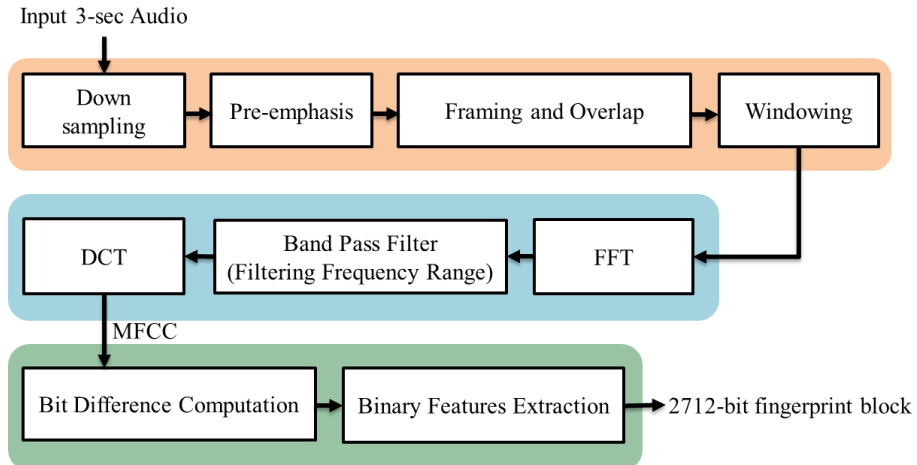 Input 3-sec Audio
Down
sampling
Pre-emphasis
Framing and Overlap
Windowing
FFT
Band Pass Filter
(Filtering Frequency Range)
DCT
MFCC
Bit Difference Computation
Binary Features Extraction
2712-bit fingerprint block